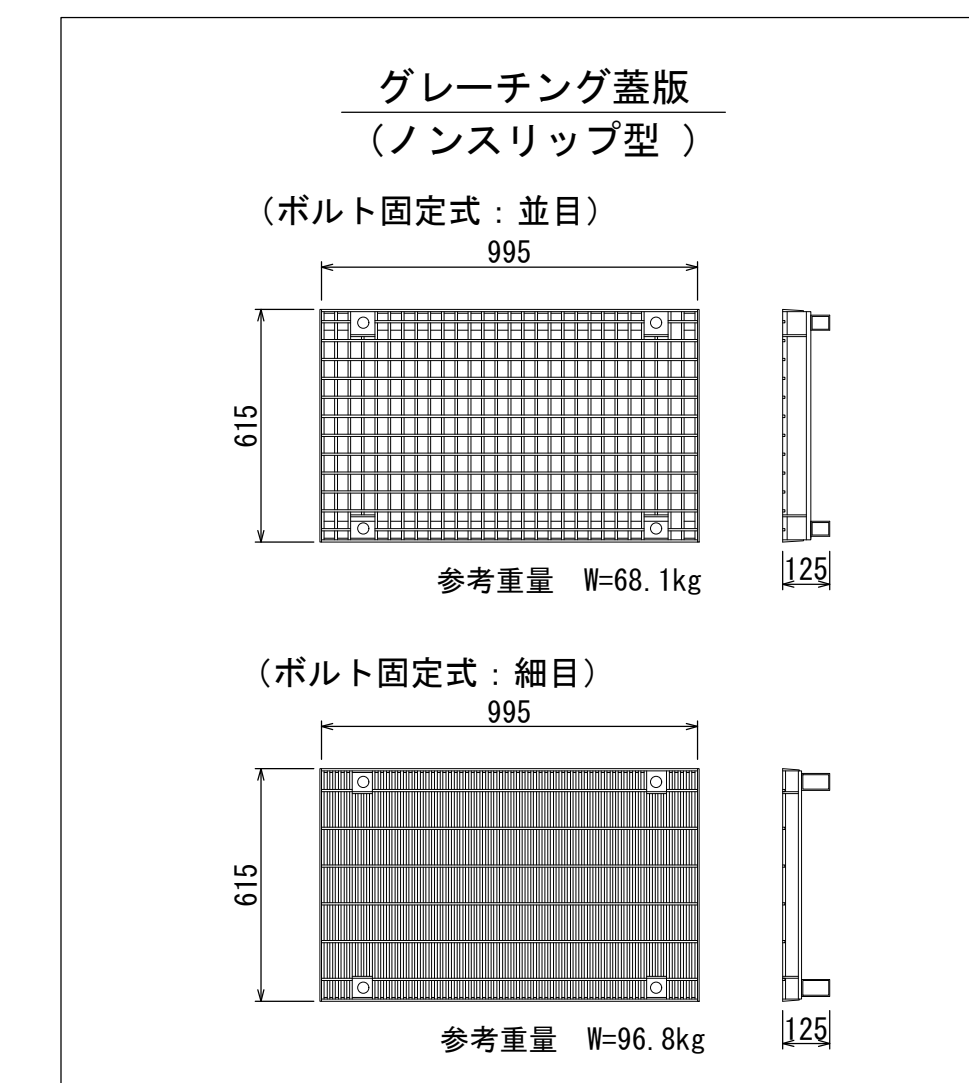 グレーチング蓋版
（ノンスリップ型 ）
（ボルト固定式：並目）
995
615
125
参考重量　W=68.1kg
（ボルト固定式：細目）
995
615
125
参考重量　W=96.8kg